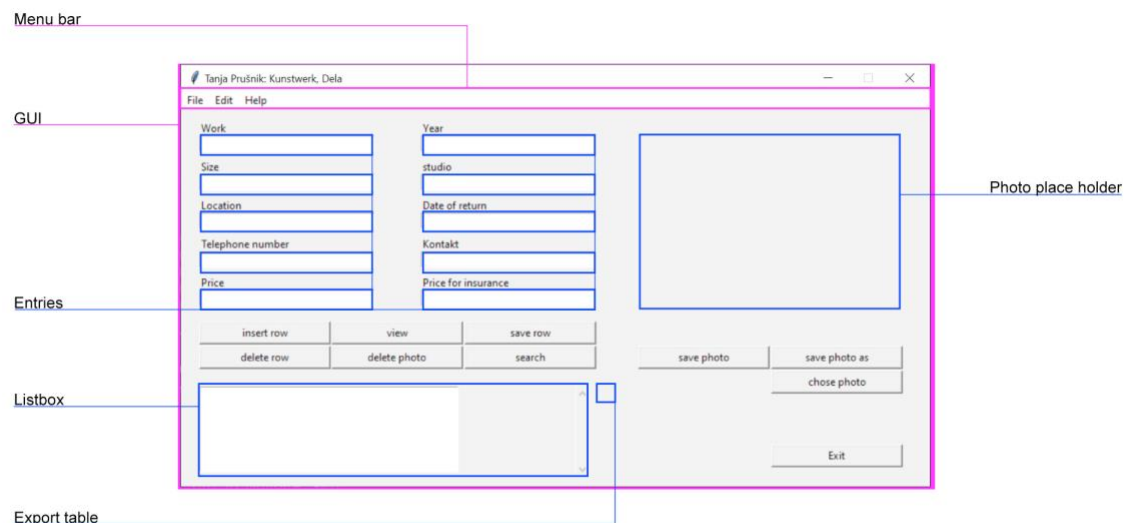 Menu bar
Tanja Prušnik: Kunstwerk, Dela
File Edit Help
GUI
Work Year
Size studio
Location Date of return
Photo place holder
Telephone number Kontakt
Price Price for insurance
Entries
insert row view save row
delete row delete photo search save photo save photo as
chose photo
Listbox
Exit
Export table